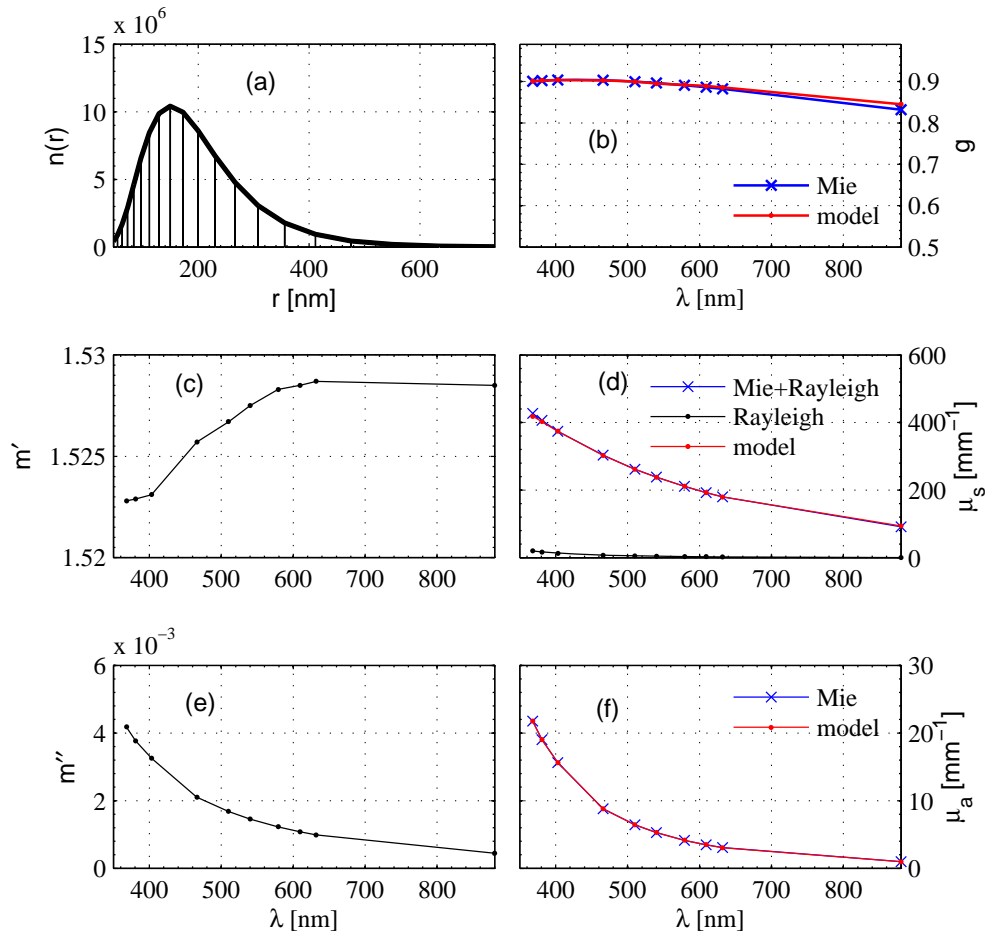 x 10⁶
15
10
5
0
n(r)
(a)
200
400
600
r [nm]
(b)
Mie
model
0.9
0.8
0.7
0.6
0.5
g
400
500
600
700
800
λ [nm]
1.53
1.525
1.52
m′
(c)
400
500
600
700
800
(d)
Mie+Rayleigh
Rayleigh
model
600
400
200
0
μs [mm⁻¹]
400
500
600
700
800
x 10⁻³
6
4
2
0
m″
(e)
400
500
600
700
800
λ [nm]
(f)
Mie
model
30
20
10
0
μa [mm⁻¹]
400
500
600
700
800
λ [nm]